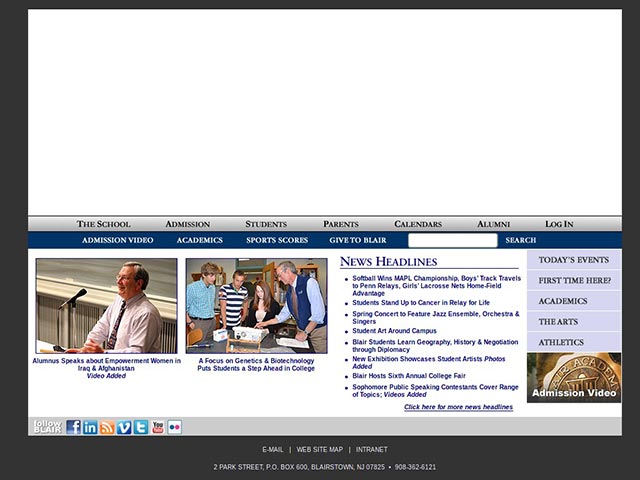 THE SCHOOL ADMISSION STUDENTS PARENTS CALENDARS ALUMNI LOG IN
ADMISSION VIDEO ACADEMICS SPORTS SCORES GIVE TO BLAIR SEARCH
Alumnus Speaks about Empowerment Women in
Iraq & Afghanistan
Video Added
A Focus on Genetics & Biotechnology
Puts Students a Step Ahead in College
NEWS HEADLINES
Softball Wins MAPL Championship, Boys' Track Travels
to Penn Relays, Girls' Lacrosse Nets Home-Field
Advantage
Students Stand Up to Cancer in Relay for Life
Spring Concert to Feature Jazz Ensemble, Orchestra &
Singers
Student Art Around Campus
Blair Students Learn Geography, History & Negotiation
through Diplomacy
New Exhibition Showcases Student Artists Photos
Added
Blair Hosts Sixth Annual College Fair
Sophomore Public Speaking Contestants Cover Range
of Topics; Videos Added
Click here for more news headlines
TODAY'S EVENTS
FIRST TIME HERE?
ACADEMICS
THE ARTS
ATHLETICS
BLAIR ACADEMY
Admission Video
follow
BLAIR
f in v t You Tube
E-MAIL | WEB SITE MAP | INTRANET
2 PARK STREET, P.O. BOX 600, BLAIRSTOWN, NJ 07825 • 908-362-6121